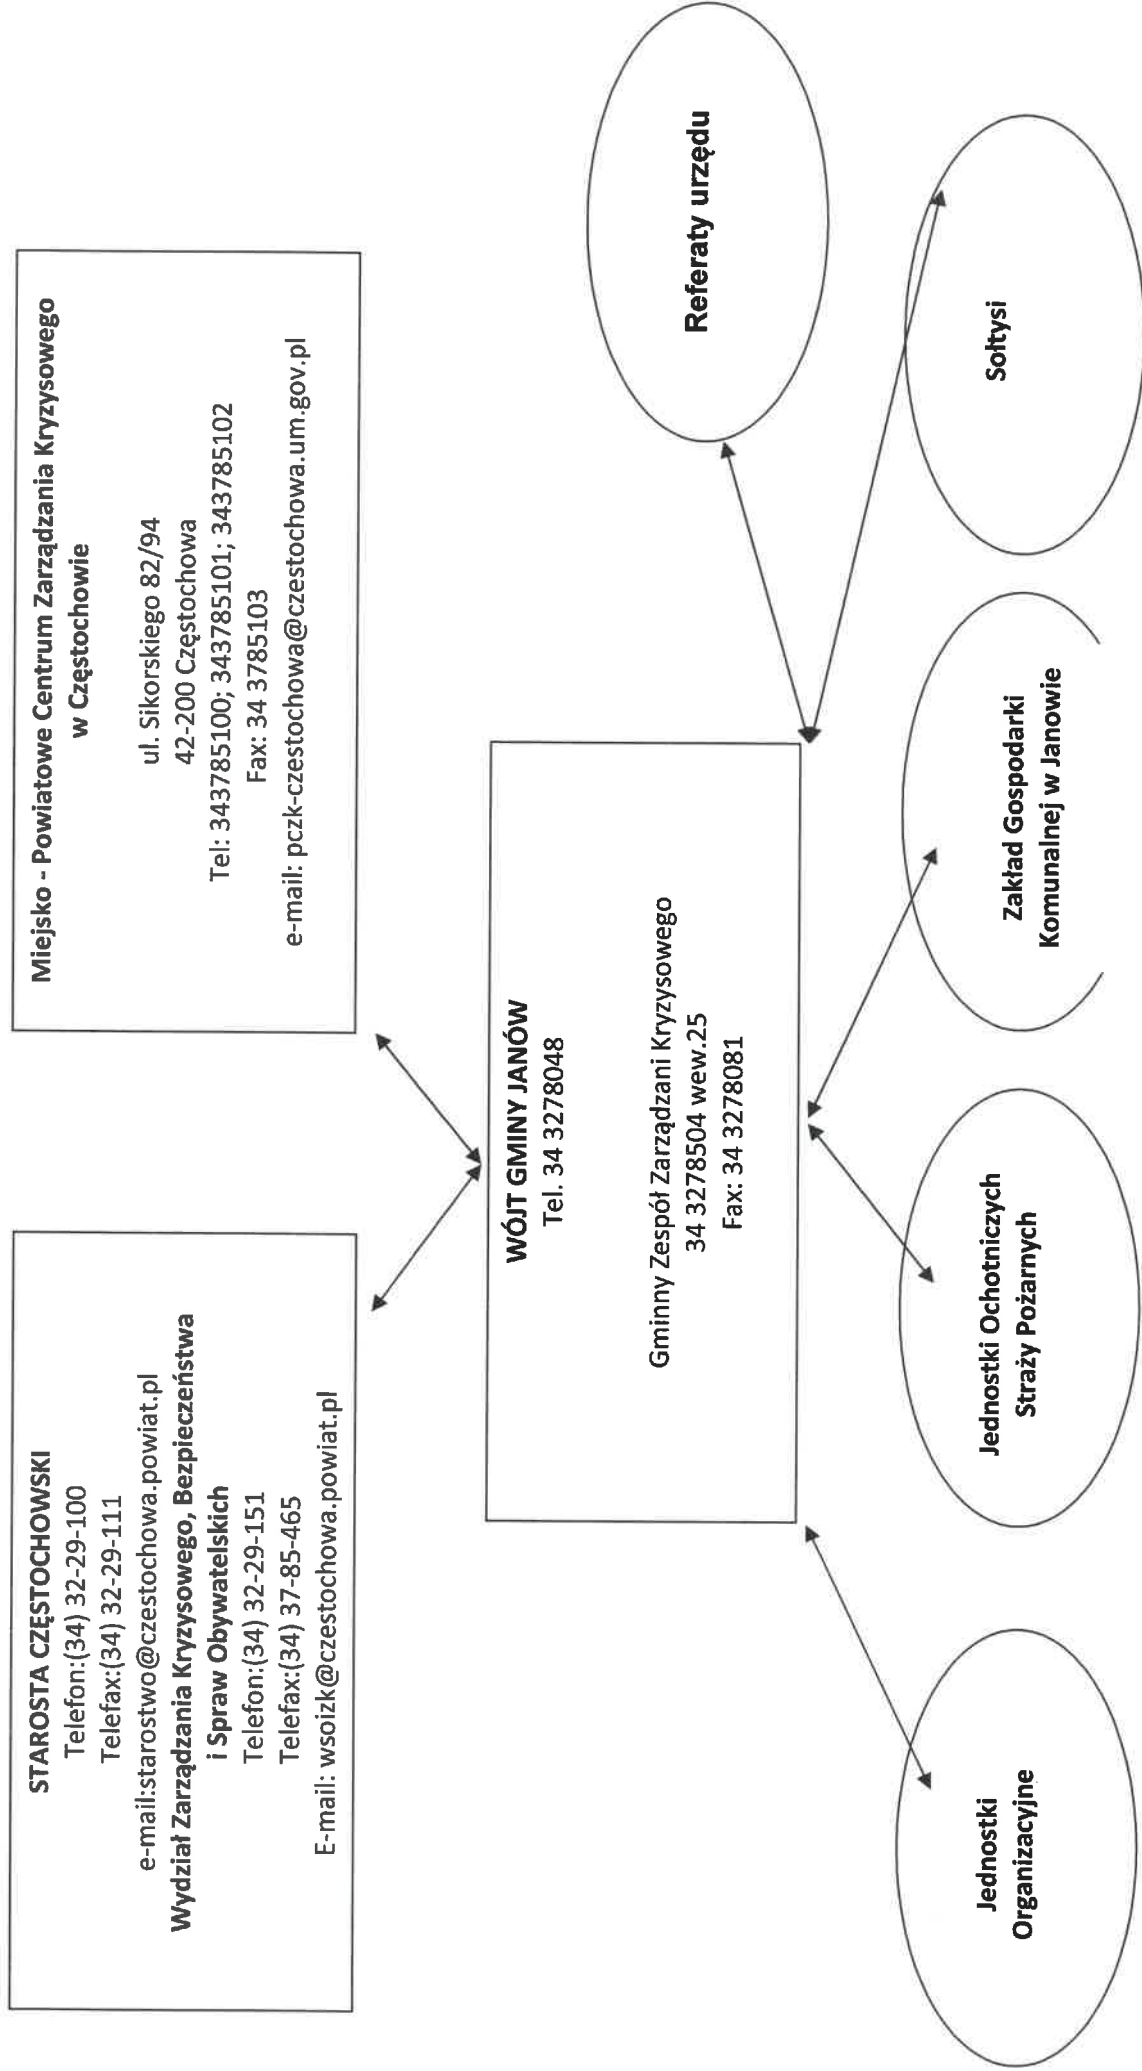 STAROSTA CZĘSTOCHOWSKI
Telefon:(34) 32-29-100
Telefax:(34) 32-29-111
e-mail:starostwo@czestochowa.powiat.pl
Wydział Zarządzania Kryzysowego, Bezpieczeństwa
i Spraw Obywatelskich
Telefon:(34) 32-29-151
Telefax:(34) 37-85-465
E-mail: wsoizk@czestochowa.powiat.pl
Miejsko - Powiatowe Centrum Zarządzania Kryzysowego
w Częstochowie
ul. Sikorskiego 82/94
42-200 Częstochowa
Tel: 343785100; 343785101; 343785102
Fax: 34 3785103
e-mail: pczk-czestochowa@czestochowa.um.gov.pl
WÓJT GMINY JANÓW
Tel. 34 3278048
Gminny Zespół Zarządzani Kryzysowego
34 3278504 wew.25
Fax: 34 3278081
Referaty urzędu
Jednostki
Organizacyjne
Jednostki Ochotniczych
Straży Pożarnych
Zakład Gospodarki
Komunalnej w Janowie
Sołtysi